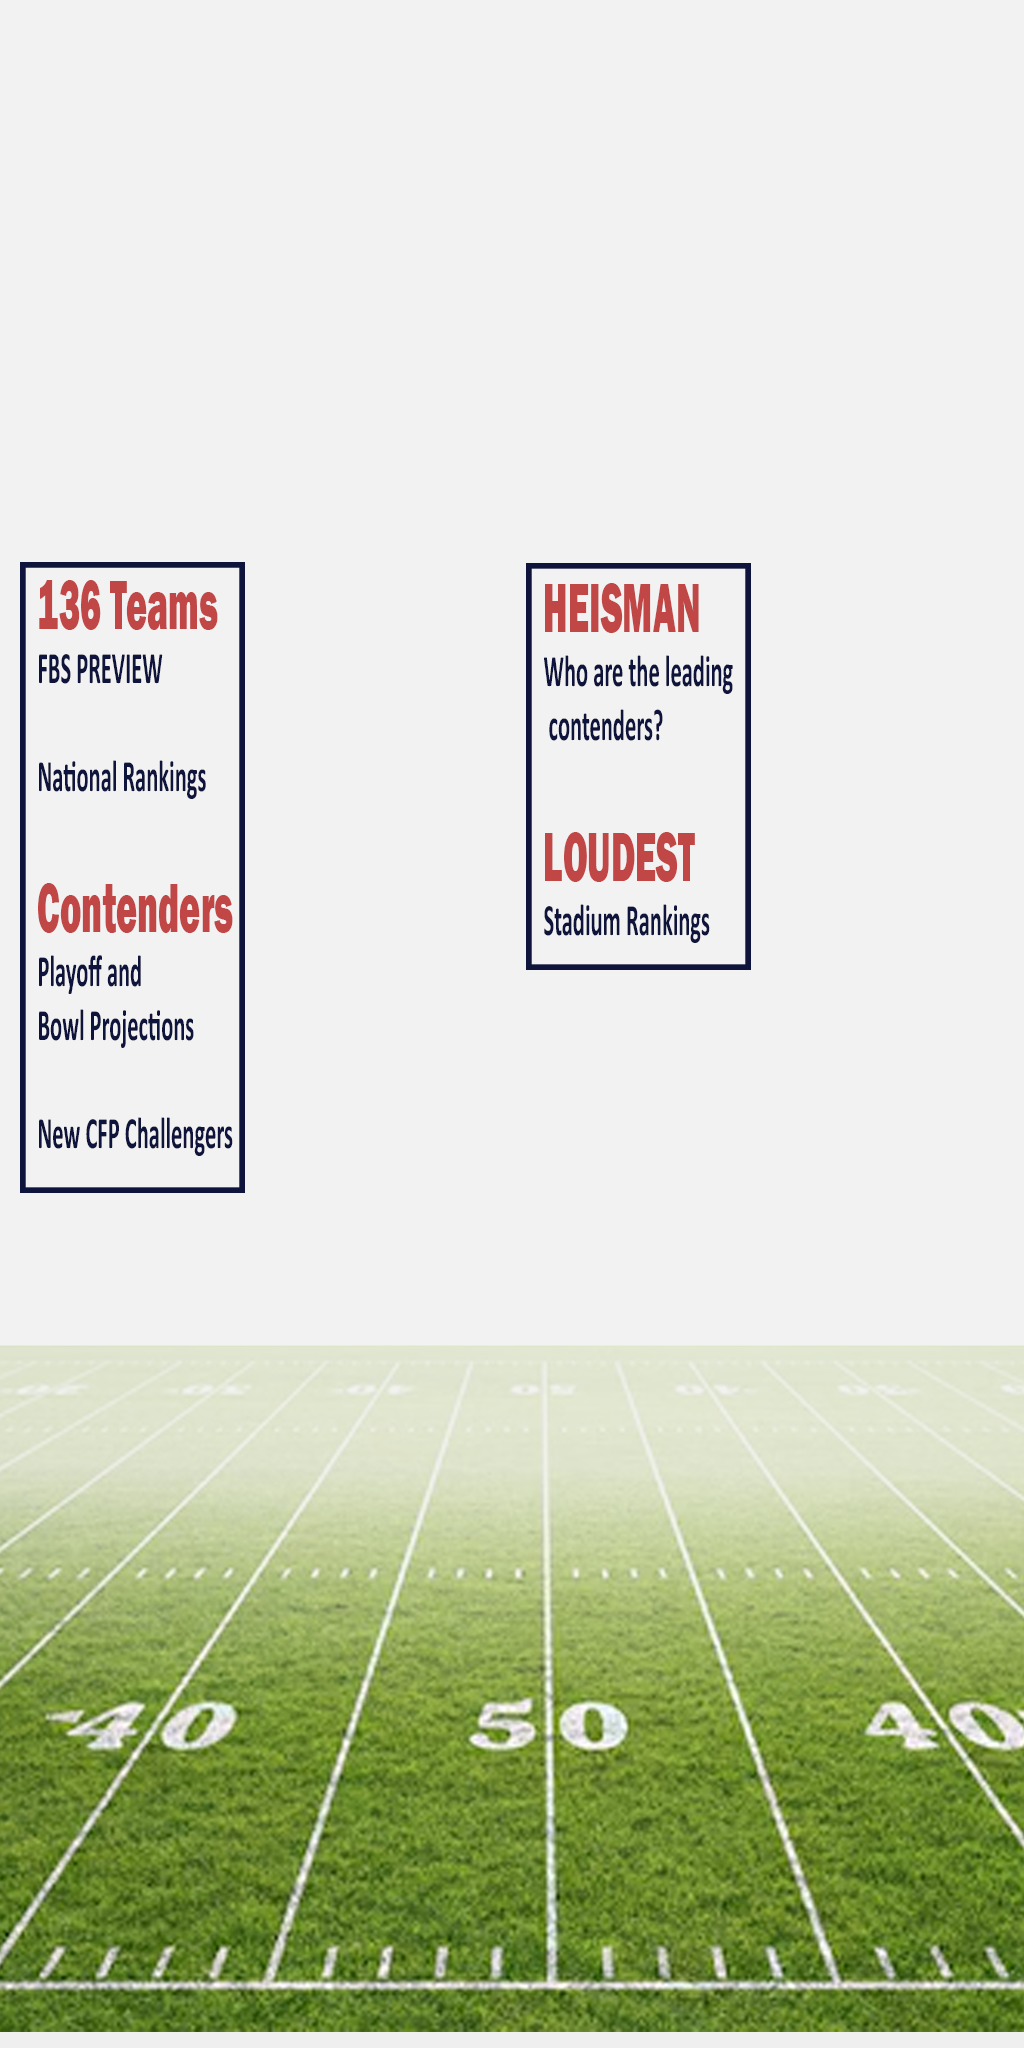 136 Teams
FBS PREVIEW
National Rankings
Contenders
Playoff and
Bowl Projections
New CFP Challengers
HEISMAN
Who are the leading
contenders?
LOUDEST
Stadium Rankings
40
50
40